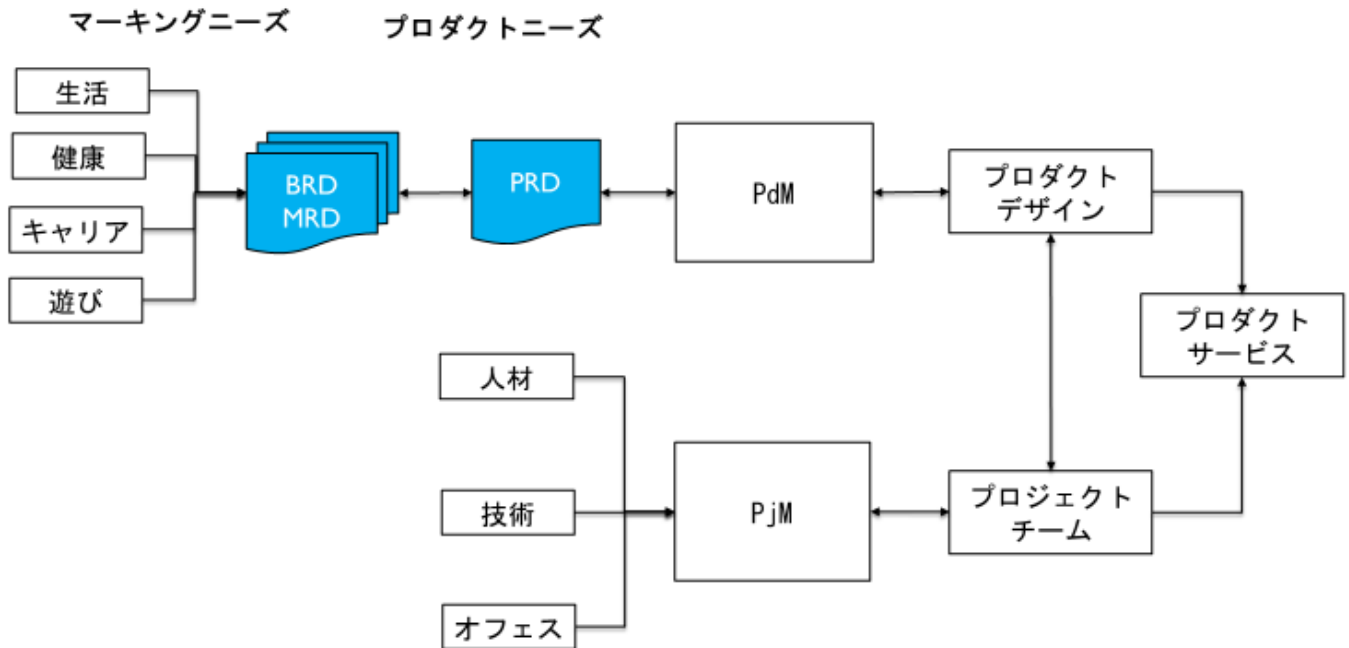 マーキングニーズ
プロダクトニーズ
生活
健康
キャリア
遊び
BRD
MRD
PRD
PdM
プロダクト
デザイン
プロダクト
サービス
人材
技術
オフェス
PjM
プロジェクト
チーム